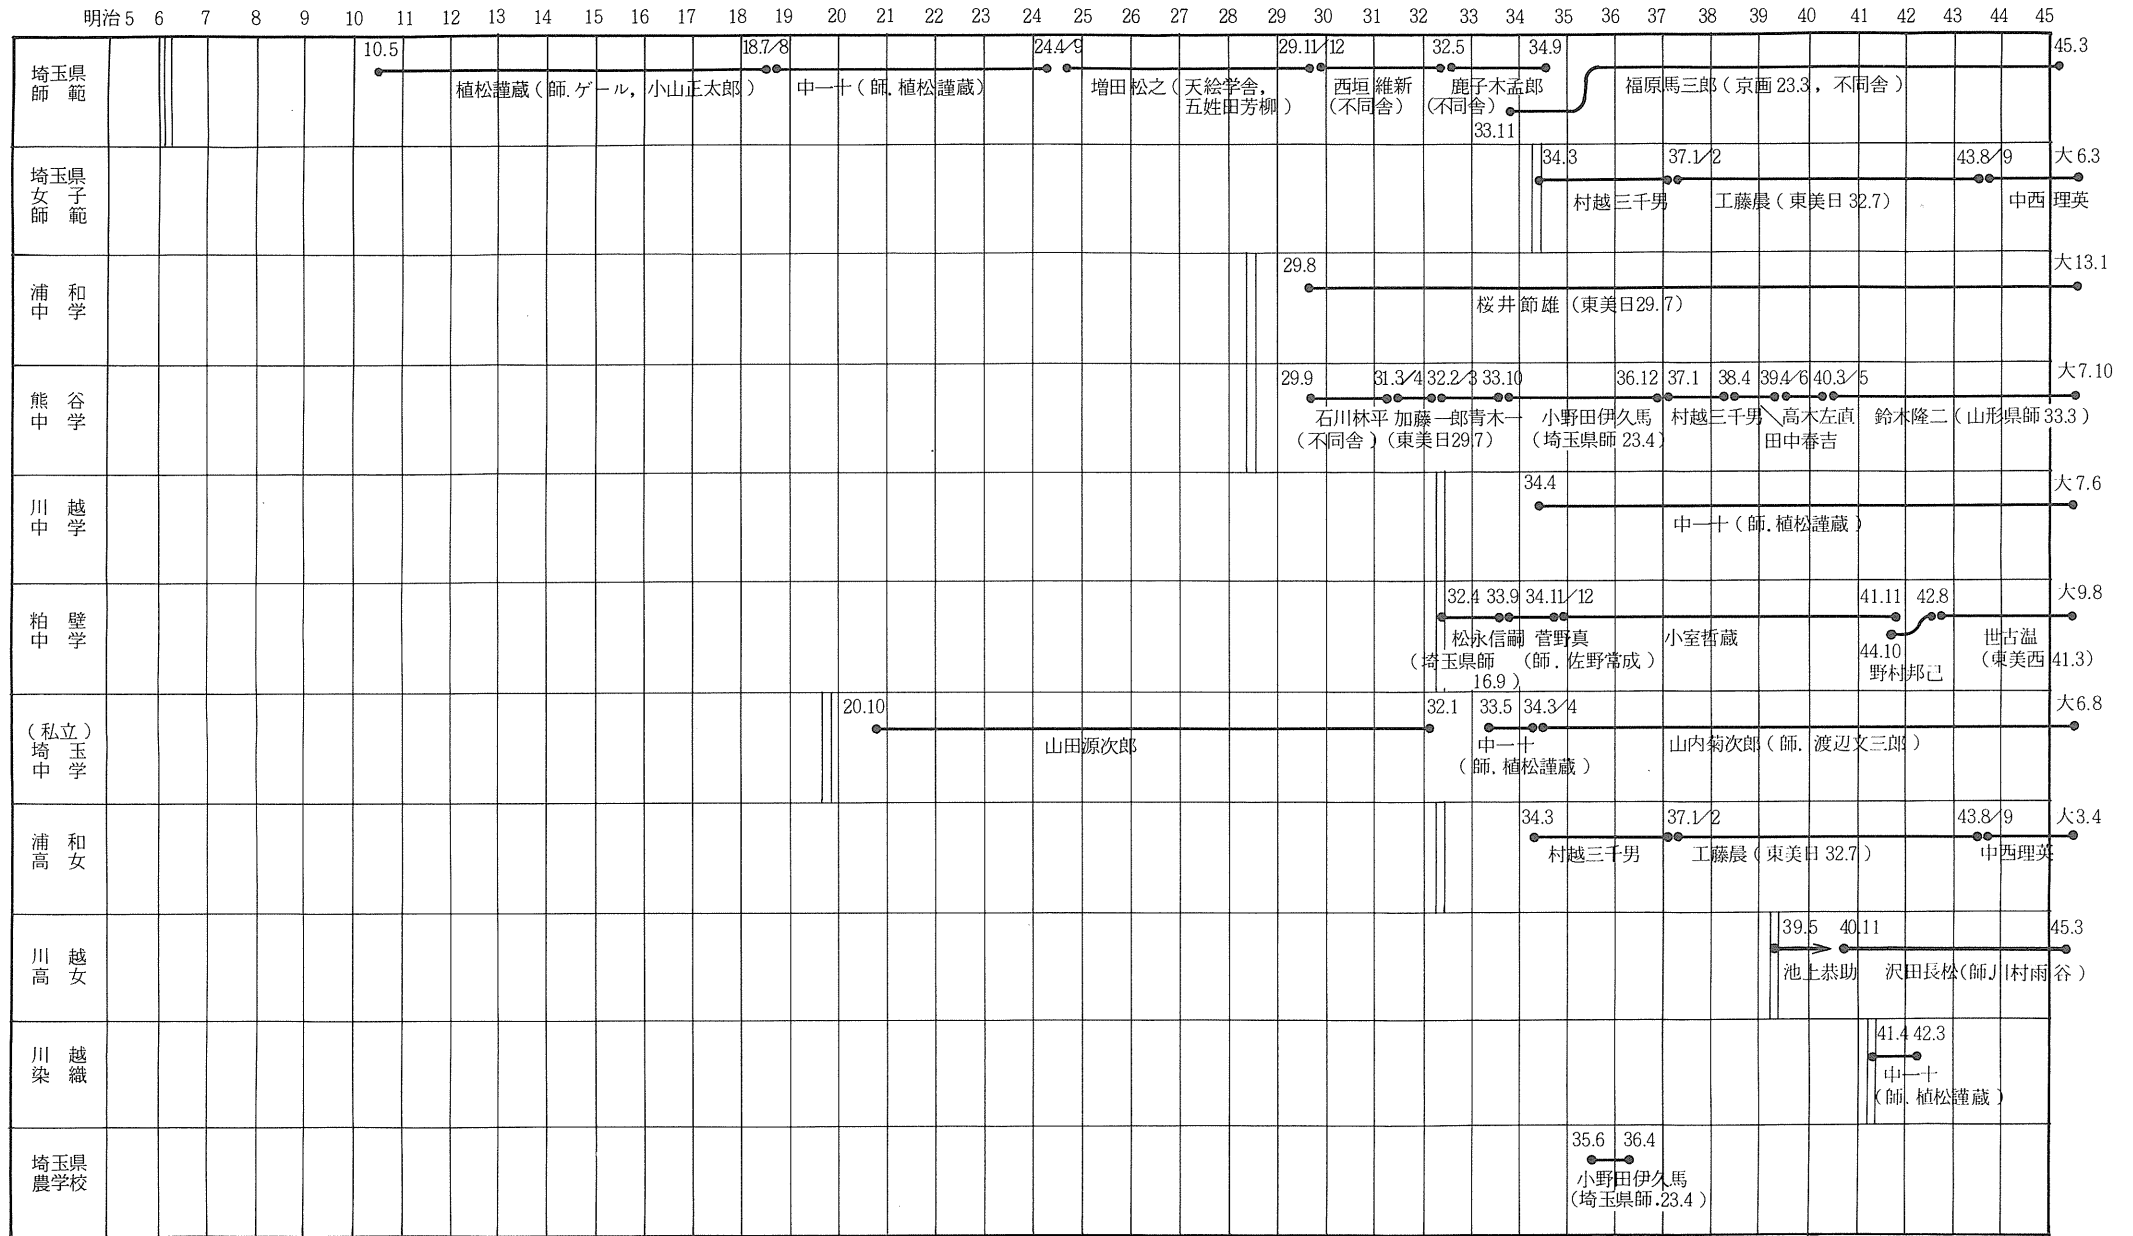 明治5 6 7 8 9 10 11 12 13 14 15 16 17 18 19 20 21 22 23 24 25 26 27 28 29 30 31 32 33 34 35 36 37 38 39 40 41 42 43 44 45
埼玉県
師 範
10.5 18.7/8 24.4/9 29.11/12 32.5 34.9 45.3
植松謹蔵(師.ゲール, 小山正太郎)
中一十(師.植松謹蔵)
増田松之(天絵学舎,
五姓田芳柳)
西垣維新
(不同舎)
鹿子木孟郎
(不同舎)
33.11
福原馬三郎(京画23.3, 不同舎)
埼玉県
女 子
師 範
34.3 37.1/2 43.8/9 大6.3
村越三千男 工藤晨(東美日32.7) 中西理英
浦 和
中 学
29.8 大13.1
桜井節雄(東美日29.7)
熊 谷
中 学
29.9 31.3/4 32.2/3 33.10 36.12 37.1 38.4 39.4/6 40.3/5 大7.10
石川林平
(不同舎)
加藤一郎
(東美日29.7)
青木一
小野田伊久馬
(埼玉県師23.4)
村越三千男
田中春吉
高木左直
鈴木隆二(山形県師33.3)
川 越
中 学
34.4 大7.6
中一十(師.植松謹蔵)
粕 壁
中 学
32.4 33.9 34.11/12 41.11 42.8 大9.8
松永信嗣
(埼玉県師
16.9)
菅野真
(師.佐野常成)
小室哲蔵
44.10
野村邦己
世古温
(東美西41.3)
(私立)
埼 玉
中 学
20.10 32.1 33.5 34.3/4 大6.8
山田源次郎
中一十
(師.植松謹蔵)
山内菊次郎(師.渡辺文三郎)
浦 和
高 女
34.3 37.1/2 43.8/9 大3.4
村越三千男 工藤晨(東美日32.7) 中西理英
川 越
高 女
39.5 40.11 45.3
池上恭助 沢田長松(師.川村雨谷)
川 越
染 織
41.4 42.3
中一十
(師.植松謹蔵)
埼玉県
農学校
35.6 36.4
小野田伊久馬
(埼玉県師.23.4)